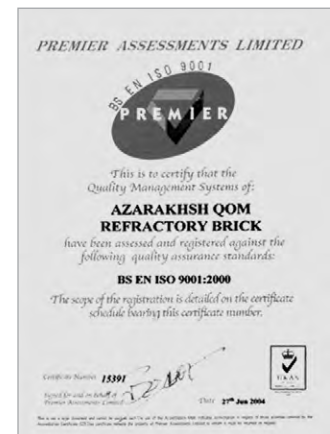 PREMIER ASSESSMENTS LIMITED
BS EN ISO 9001
PREMIER
This is to certify that the
Quality Management Systems of:
AZARAKHSH QOM
REFRACTORY BRICK
have been assessed and registered against the
following quality assurance standards:
BS EN ISO 9001:2000
The scope of the registration is detailed on the certificate
schedule bearing this certificate number.
Certificate Number 15391
Signed for and on behalf of
Premier Assessments Limited
Date 27th Jan 2004
UKAS